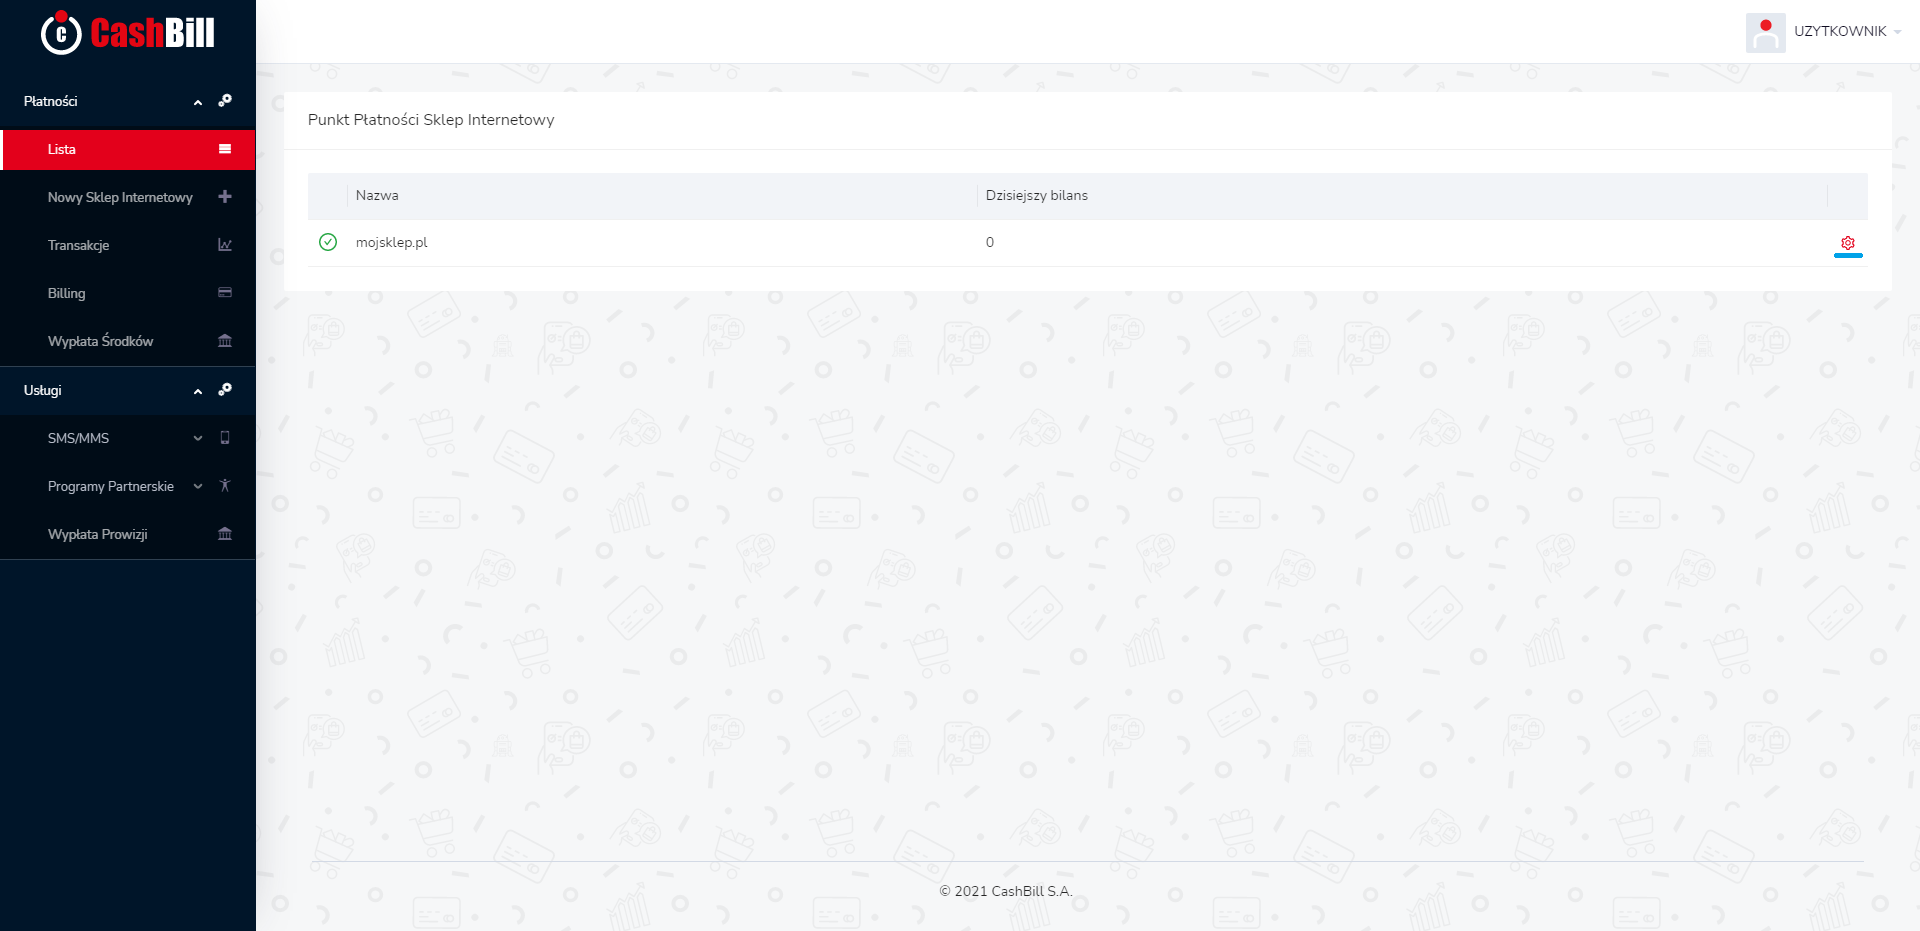 CashBill
UZYTKOWNIK
Płatności
Lista
Nowy Sklep Internetowy
Transakcje
Billing
Wypłata Środków
Usługi
SMS/MMS
Programy Partnerskie
Wypłata Prowizji
Punkt Płatności Sklep Internetowy
Nazwa Dzisiejszy bilans
mojsklep.pl 0
© 2021 CashBill S.A.